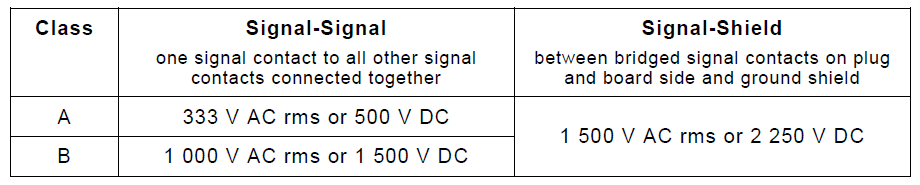 Class
Signal-Signal
one signal contact to all other signal
contacts connected together
Signal-Shield
between bridged signal contacts on plug
and board side and ground shield
A
333 V AC rms or 500 V DC
1 500 V AC rms or 2 250 V DC
B
1 000 V AC rms or 1 500 V DC